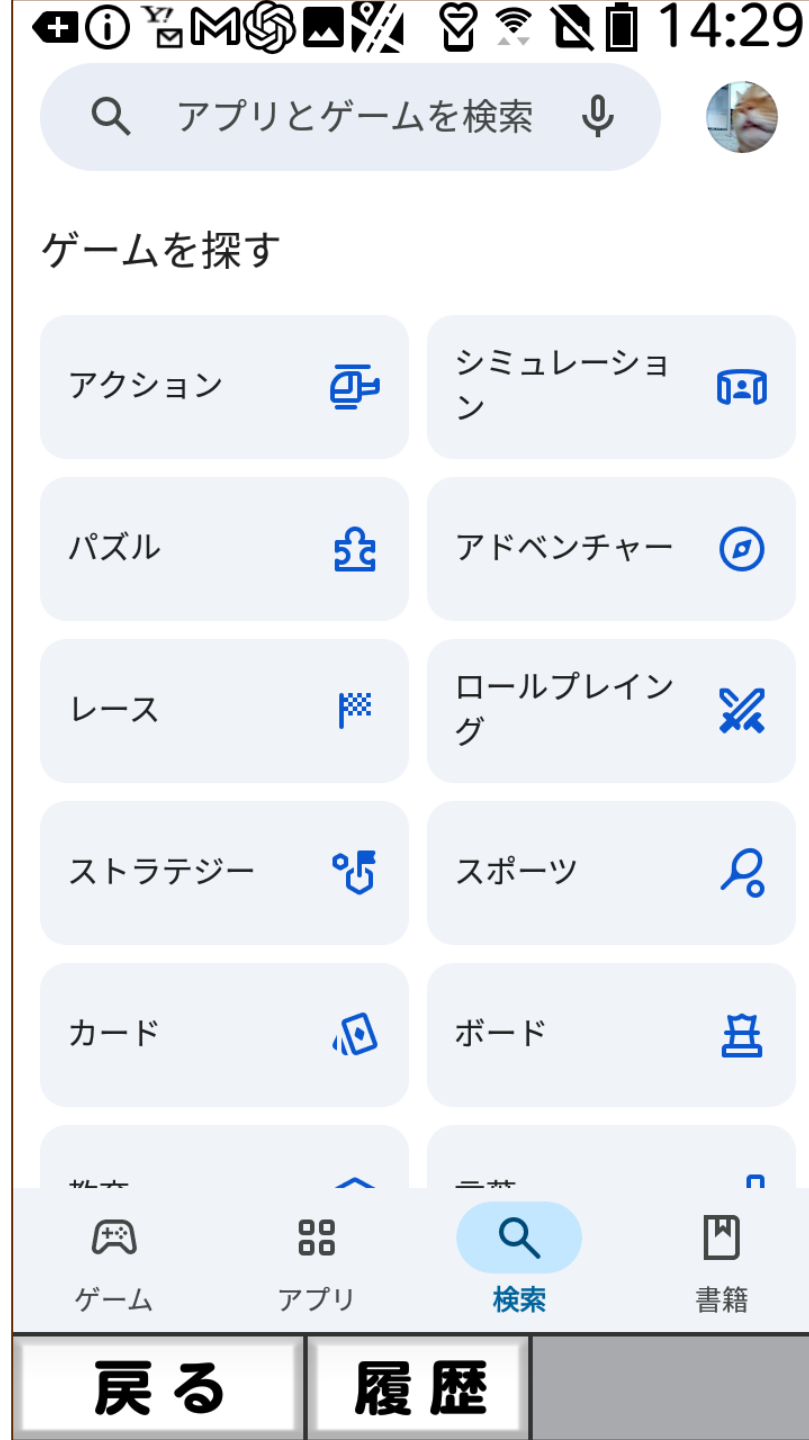 14:29
アプリとゲームを検索
ゲームを探す
アクション
シミュレーショ
ン
パズル
アドベンチャー
レース
ロールプレイン
グ
ストラテジー
スポーツ
カード
ボード
教育
言葉
ゲーム
アプリ
検索
書籍
戻る
履歴